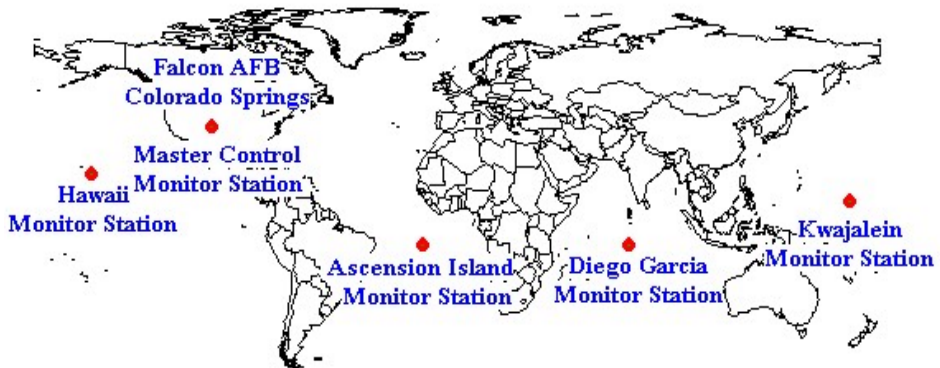 Falcon AFB
Colorado Springs
Master Control
Monitor Station
Hawaii
Monitor Station
Ascension Island
Monitor Station
Diego Garcia
Monitor Station
Kwajalein
Monitor Station